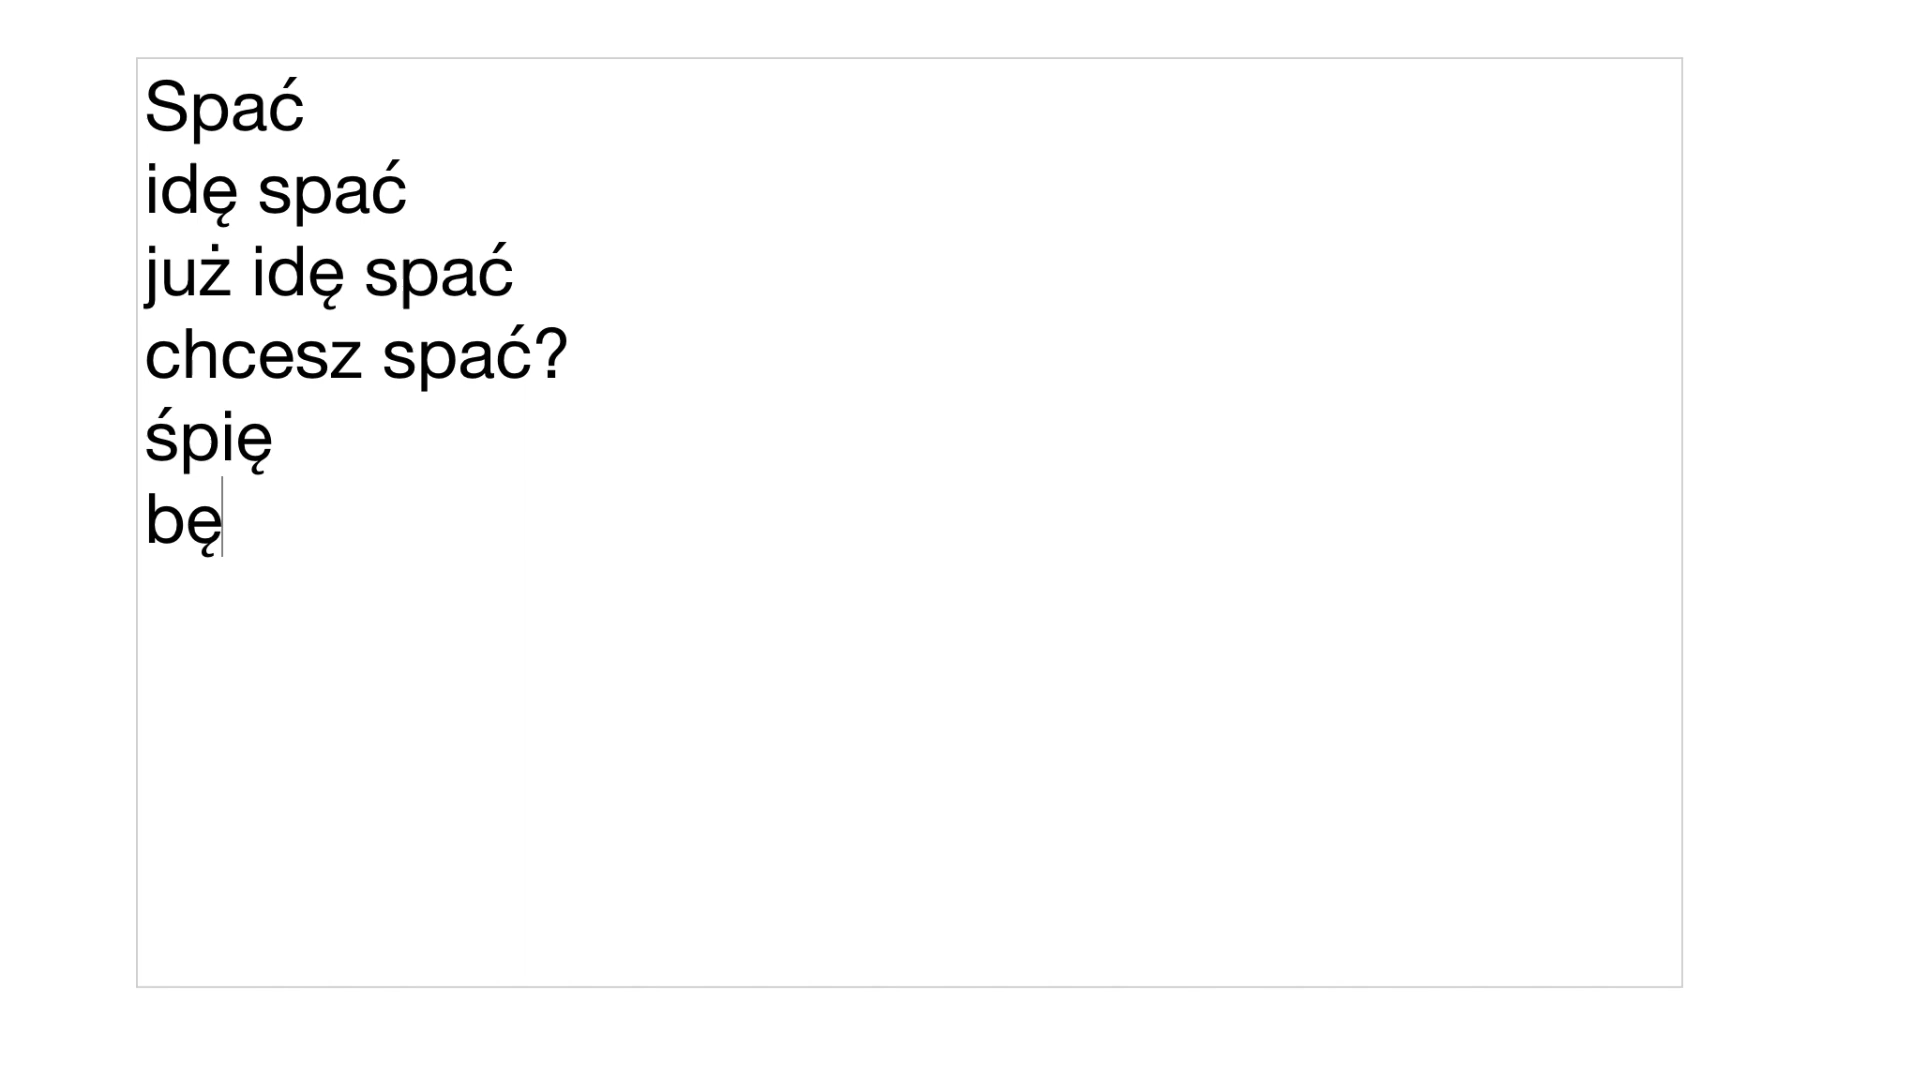 Spać
idę spać
już idę spać
chcesz spać?
śpię
bę